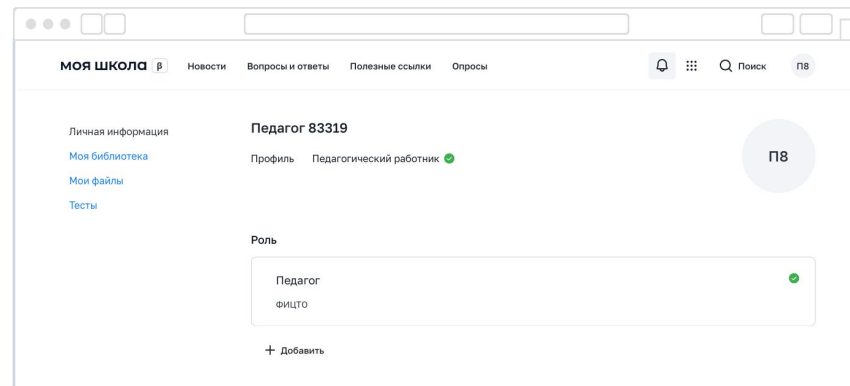 МОЯ ШКОЛА β Новости Вопросы и ответы Полезные ссылки Опросы Поиск П8
Личная информация
Моя библиотека
Мои файлы
Тесты
Педагог 83319
Профиль Педагогический работник
П8
Роль
Педагог
ФИЦТО
+ Добавить